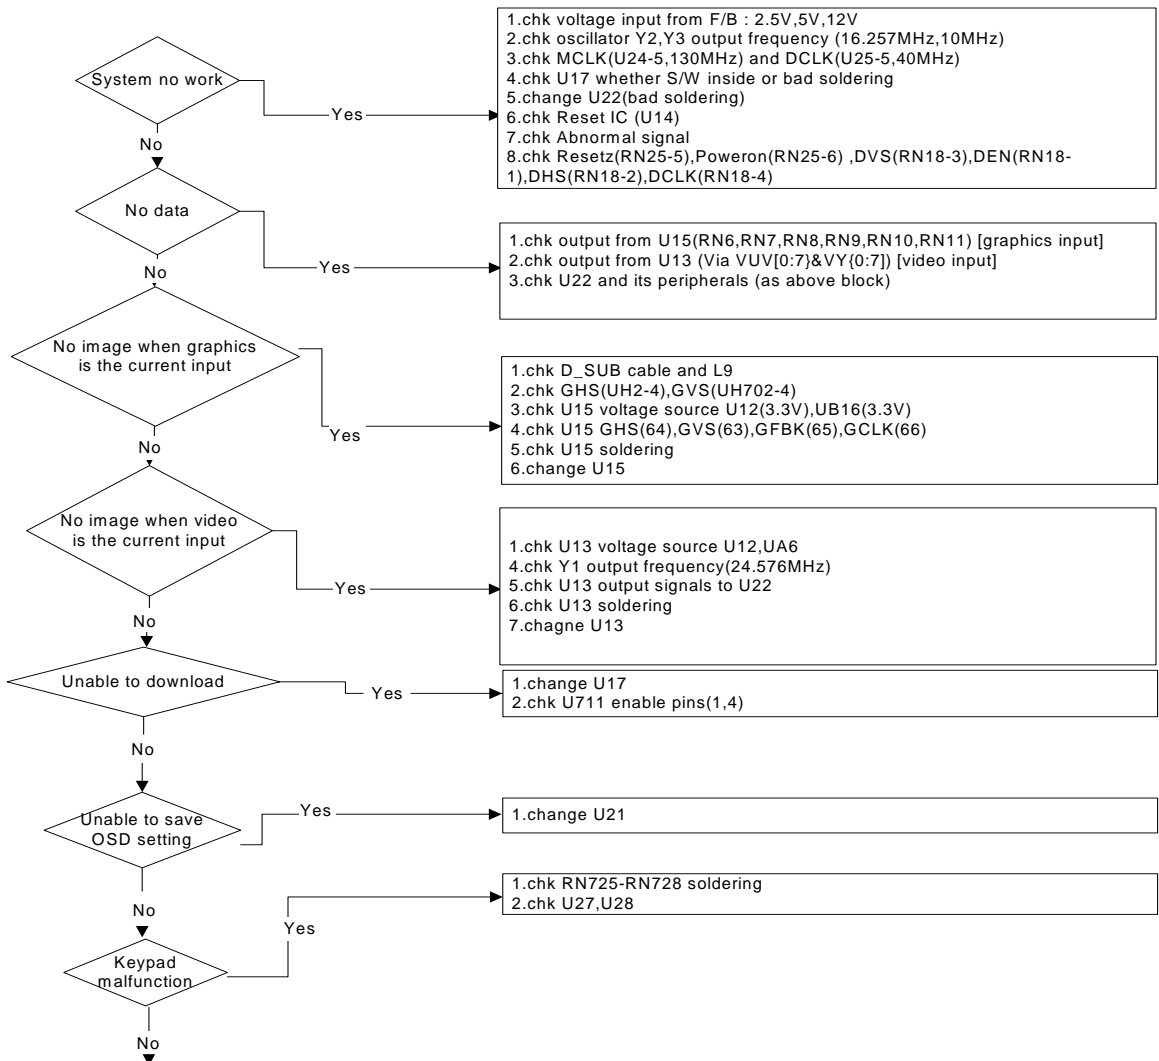 System no work
Yes
1.chk voltage input from F/B : 2.5V,5V,12V
2.chk oscillator Y2,Y3 output frequency (16.257MHz,10MHz)
3.chk MCLK(U24-5,130MHz) and DCLK(U25-5,40MHz)
4.chk U17 whether S/W inside or bad soldering
5.change U22(bad soldering)
6.chk Reset IC (U14)
7.chk Abnormal signal
8.chk Resetz(RN25-5),Poweron(RN25-6) ,DVS(RN18-3),DEN(RN18-
1),DHS(RN18-2),DCLK(RN18-4)
No
No data
Yes
1.chk output from U15(RN6,RN7,RN8,RN9,RN10,RN11) [graphics input]
2.chk output from U13 (Via VUV[0:7}&VY{0:7]) [video input]
3.chk U22 and its peripherals (as above block)
No
No image when graphics
is the current input
Yes
1.chk D_SUB cable and L9
2.chk GHS(UH2-4),GVS(UH702-4)
3.chk U15 voltage source U12(3.3V),UB16(3.3V)
4.chk U15 GHS(64),GVS(63),GFBK(65),GCLK(66)
5.chk U15 soldering
6.change U15
No
No image when video
is the current input
Yes
1.chk U13 voltage source U12,UA6
4.chk Y1 output frequency(24.576MHz)
5.chk U13 output signals to U22
6.chk U13 soldering
7.chagne U13
No
Unable to download
Yes
1.change U17
2.chk U711 enable pins(1,4)
No
Unable to save
OSD setting
Yes
1.change U21
No
Keypad
malfunction
Yes
1.chk RN725-RN728 soldering
2.chk U27,U28
No